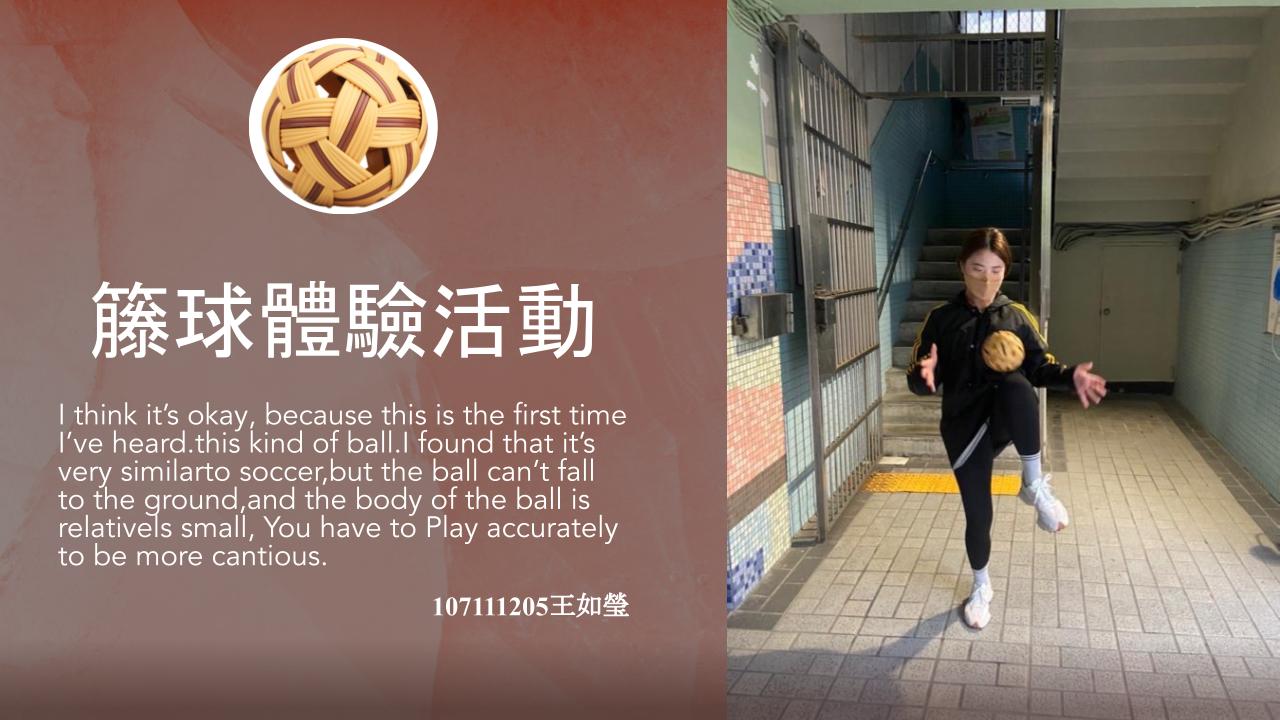 籐球體驗活動
I think it’s okay, because this is the first time
I’ve heard.this kind of ball.I found that it’s
very similarto soccer,but the ball can’t fall
to the ground,and the body of the ball is
relativels small, You have to Play accurately
to be more cantious.
107111205王如瑩